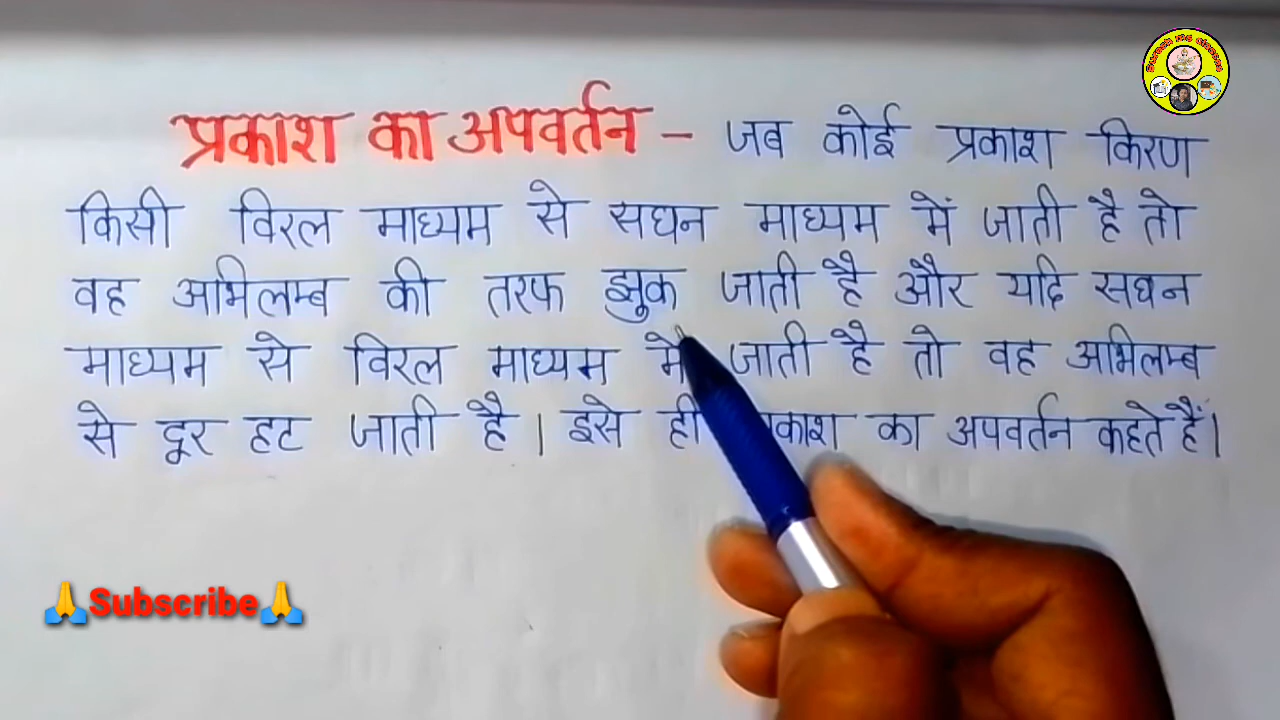 प्रकाश का अपवर्तन – जब कोई प्रकाश किरण
किसी विरल माध्यम से सघन माध्यम में जाती है तो
वह अभिलम्ब की तरफ झुक जाती है और यदि सघन
माध्यम से विरल माध्यम मे जाती है तो वह अभिलम्ब
से दूर हट जाती है। इसे ही का अपवर्तन कहते हैं।
🙏Subscribe🙏